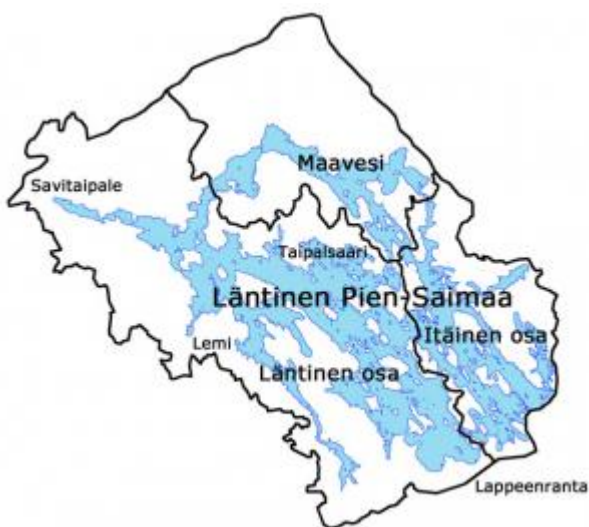 Maavesi
Savitaipale
Taipalsaari
Läntinen Pien-Saimaa
Itäinen osa
Lemi
Läntinen osa
Lappeenranta